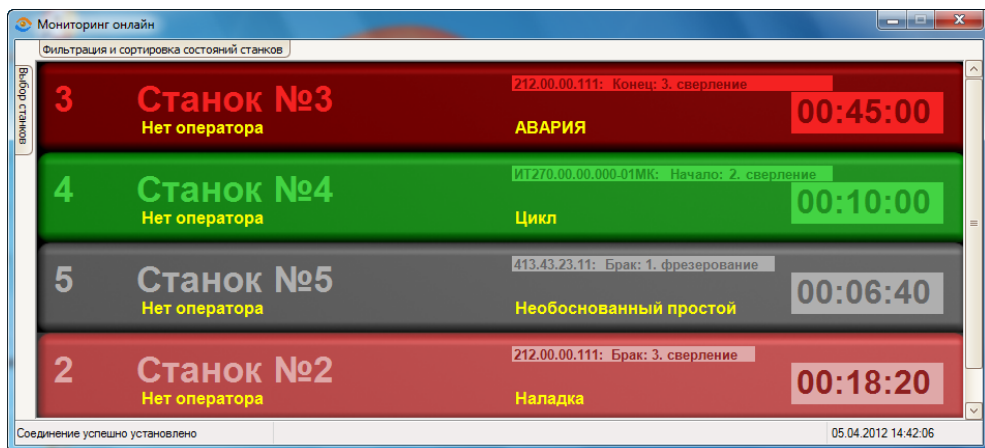 Мониторинг онлайн
Фильтрация и сортировка состояний станков
Выбор станков
3 Станок №3 212.00.00.111: Конец: 3. сверление 00:45:00
Нет оператора АВАРИЯ
4 Станок №4 ИТ270.00.00.000-01МК: Начало: 2. сверление 00:10:00
Нет оператора Цикл
5 Станок №5 413.43.23.11: Брак: 1. фрезерование 00:06:40
Нет оператора Необоснованный простой
2 Станок №2 212.00.00.111: Брак: 3. сверление 00:18:20
Нет оператора Наладка
Соединение успешно установлено 05.04.2012 14:42:06